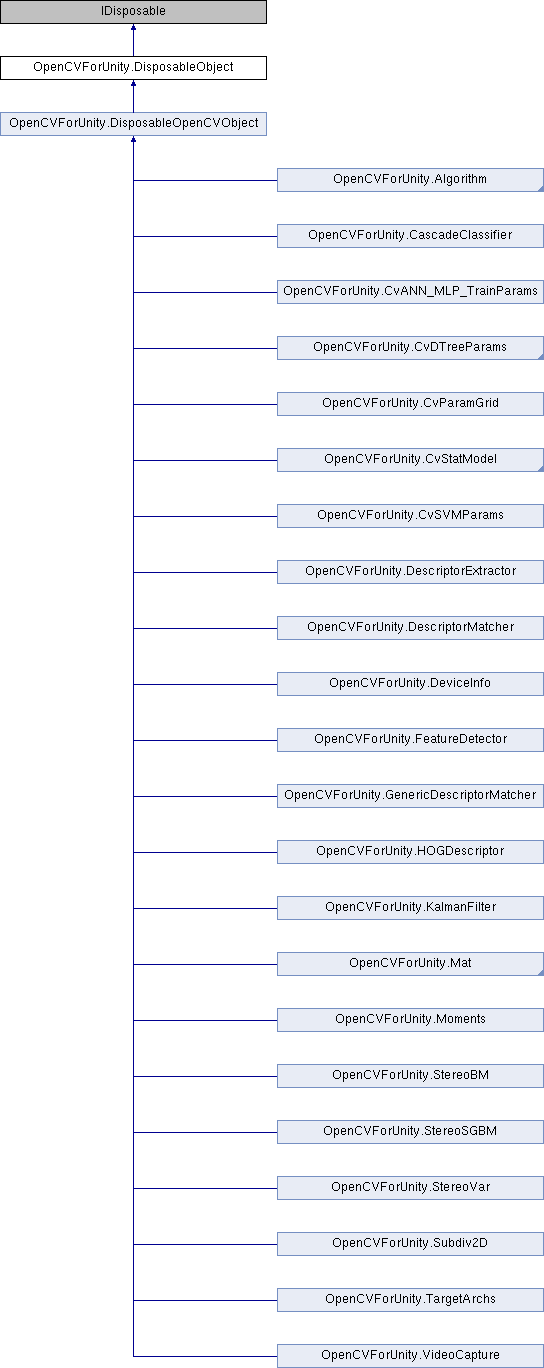 IDisposable
OpenCVForUnity.DisposableObject
OpenCVForUnity.DisposableOpenCVObject
OpenCVForUnity.Algorithm
OpenCVForUnity.CascadeClassifier
OpenCVForUnity.CvANN_MLP_TrainParams
OpenCVForUnity.CvDTreeParams
OpenCVForUnity.CvParamGrid
OpenCVForUnity.CvStatModel
OpenCVForUnity.CvSVMParams
OpenCVForUnity.DescriptorExtractor
OpenCVForUnity.DescriptorMatcher
OpenCVForUnity.DeviceInfo
OpenCVForUnity.FeatureDetector
OpenCVForUnity.GenericDescriptorMatcher
OpenCVForUnity.HOGDescriptor
OpenCVForUnity.KalmanFilter
OpenCVForUnity.Mat
OpenCVForUnity.Moments
OpenCVForUnity.StereoBM
OpenCVForUnity.StereoSGBM
OpenCVForUnity.StereoVar
OpenCVForUnity.Subdiv2D
OpenCVForUnity.TargetArchs
OpenCVForUnity.VideoCapture